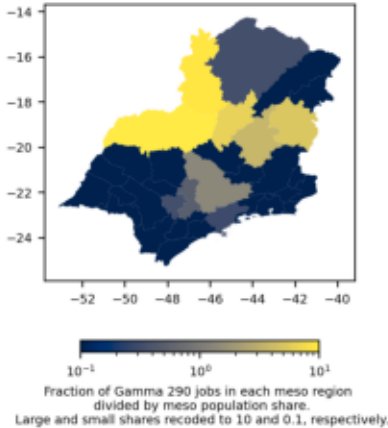 −14
−16
−18
−20
−22
−24
−52 −50 −48 −46 −44 −42 −40
10⁻¹ 10⁰ 10¹
Fraction of Gamma 290 jobs in each meso region
divided by meso population share.
Large and small shares recoded to 10 and 0.1, respectively.